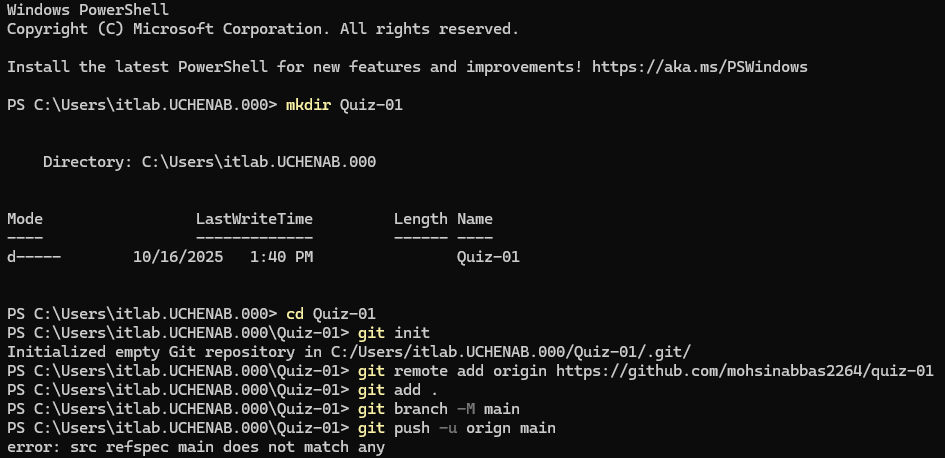 Windows PowerShell
Copyright (C) Microsoft Corporation. All rights reserved.
Install the latest PowerShell for new features and improvements! https://aka.ms/PSWindows
PS C:\Users\itlab.UCHENAB.000> mkdir Quiz-01
Directory: C:\Users\itlab.UCHENAB.000
Mode                 LastWriteTime         Length Name
----                 -------------         ------ ----
d-----        10/16/2025   1:40 PM                Quiz-01
PS C:\Users\itlab.UCHENAB.000> cd Quiz-01
PS C:\Users\itlab.UCHENAB.000\Quiz-01> git init
Initialized empty Git repository in C:/Users/itlab.UCHENAB.000/Quiz-01/.git/
PS C:\Users\itlab.UCHENAB.000\Quiz-01> git remote add origin https://github.com/mohsinabbas2264/quiz-01
PS C:\Users\itlab.UCHENAB.000\Quiz-01> git add .
PS C:\Users\itlab.UCHENAB.000\Quiz-01> git branch -M main
PS C:\Users\itlab.UCHENAB.000\Quiz-01> git push -u orign main
error: src refspec main does not match any